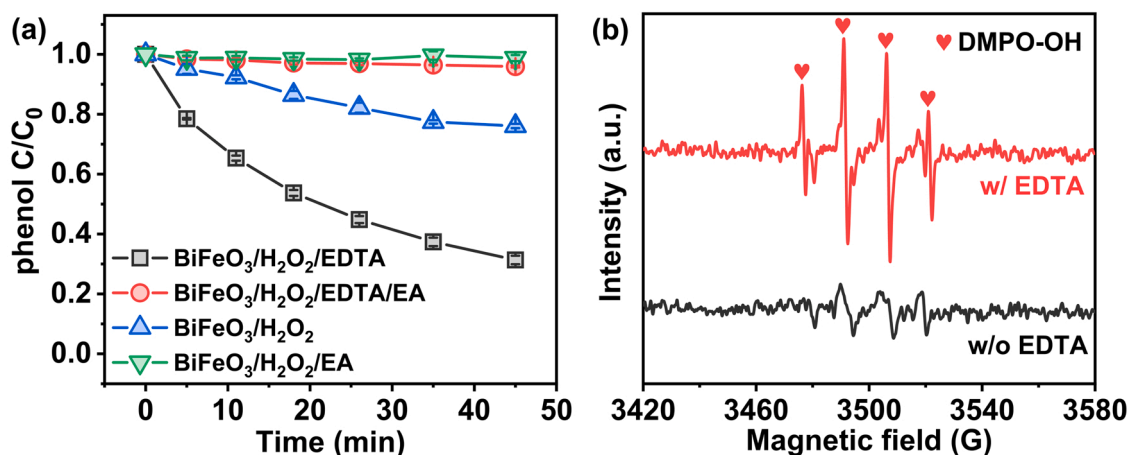 (a)
phenol C/C₀
1.0
0.8
0.6
0.4
0.2
0.0
BiFeO₃/H₂O₂/EDTA
BiFeO₃/H₂O₂/EDTA/EA
BiFeO₃/H₂O₂
BiFeO₃/H₂O₂/EA
0 10 20 30 40 50
Time (min)
(b)
♥ DMPO-OH
Intensity (a.u.)
w/ EDTA
w/o EDTA
3420 3460 3500 3540 3580
Magnetic field (G)